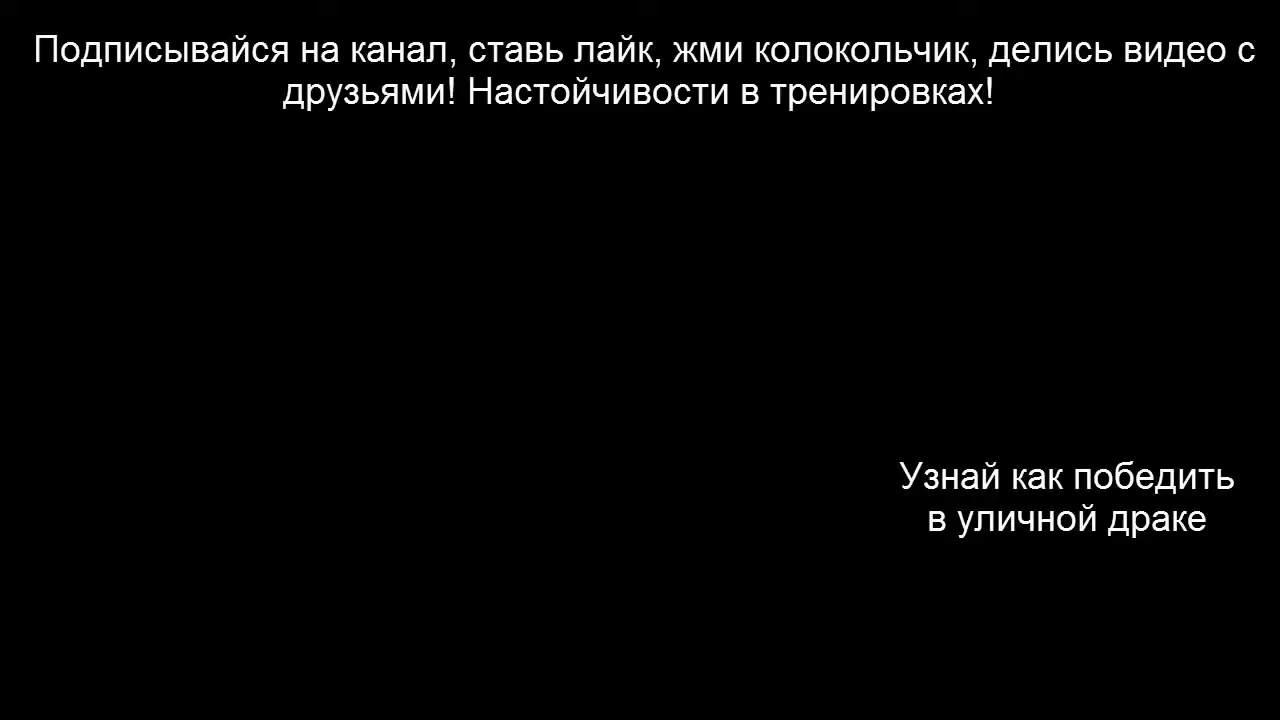 Подписывайся на канал, ставь лайк, жми колокольчик, делись видео с
друзьями! Настойчивости в тренировках!
Узнай как победить
в уличной драке